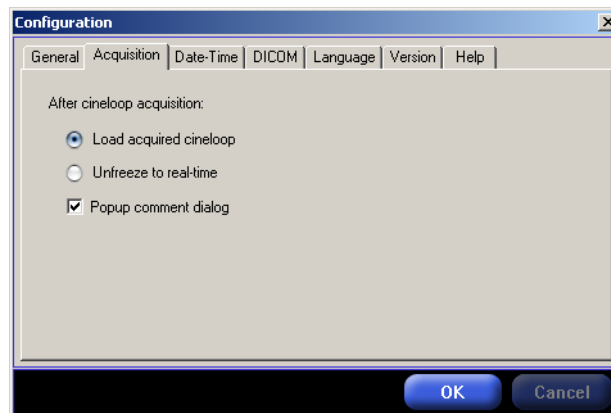 Configuration
General Acquisition Date-Time DICOM Language Version Help
After cineloop acquisition:
Load acquired cineloop
Unfreeze to real-time
Popup comment dialog
OK Cancel